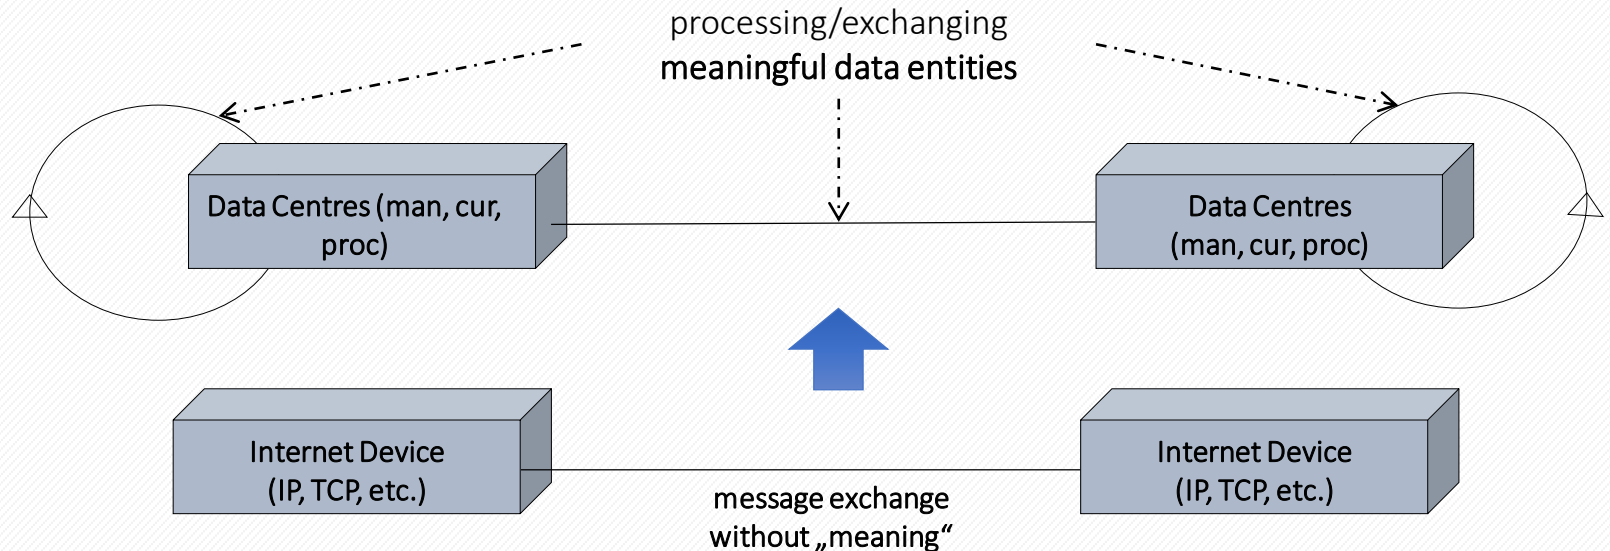 processing/exchanging
meaningful data entities
Data Centres (man, cur,
proc)
Data Centres
(man, cur, proc)
Internet Device
(IP, TCP, etc.)
Internet Device
(IP, TCP, etc.)
message exchange
without „meaning“